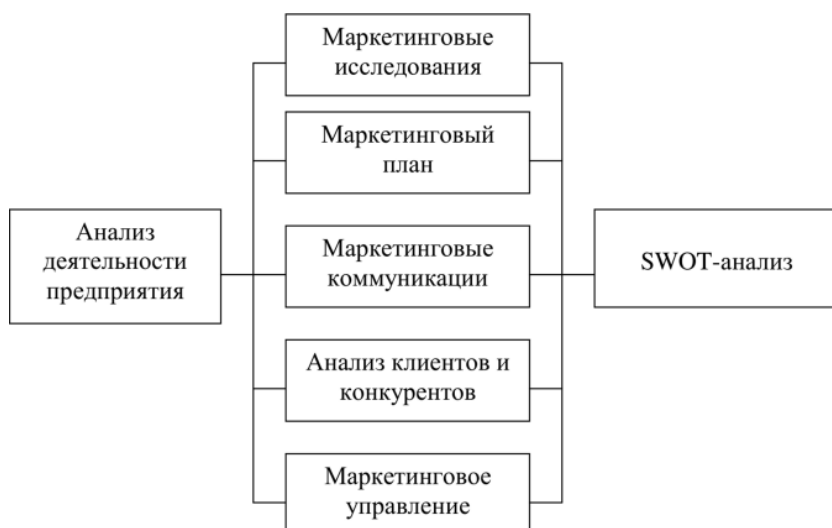 Маркетинговые
исследования
Маркетинговый
план
Анализ
деятельности
предприятия
Маркетинговые
коммуникации
SWOT-анализ
Анализ клиентов и
конкурентов
Маркетинговое
управление